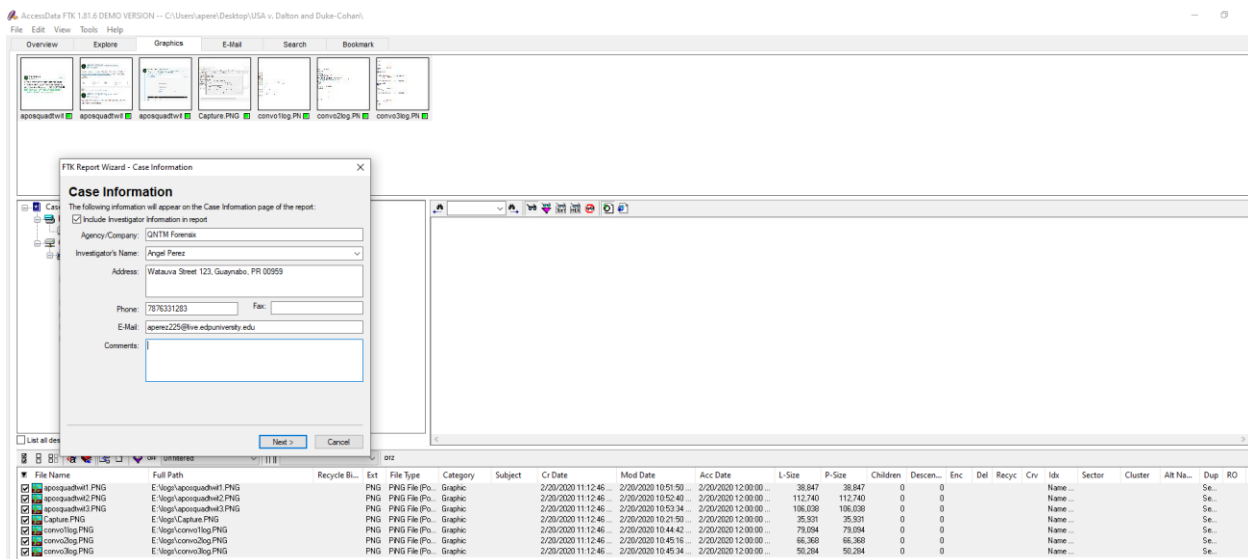 AccessData FTK 1.81.6 DEMO VERSION -- C:\Users\apere\Desktop\USA v. Dalton and Duke-Cohan\
File Edit View Tools Help
Overview Explore Graphics E-Mail Search Bookmark
aposquadtwit aposquadtwit aposquadtwit Capture.PNG convo1log.PN convo2log.PN convo3log.PN
FTK Report Wizard - Case Information
Case Information
The following information will appear on the Case Information page of the report:
Include Investigator Information in report
Agency/Company: QNTM Forensix
Investigator's Name: Angel Perez
Address: Watauva Street 123, Guaynabo, PR 00959
Phone: 7876331283 Fax:
E-Mail: aperez225@live.edpuniversity.edu
Comments:
Next > Cancel
Case
List all des
OFF Unfiltered
File Name Full Path Recycle Bi... Ext File Type Category Subject Cr Date Mod Date Acc Date L-Size P-Size Children Descen... Enc Del Recyc Crv Idx Sector Cluster Alt Na... Dup RO
aposquadtwit1.PNG E:\logs\aposquadtwit1.PNG PNG PNG File (Po... Graphic 2/20/2020 11:12:46 ... 2/20/2020 10:51:50 ... 2/20/2020 12:00:00 ... 38,847 38,847 0 0 Name ... Se...
aposquadtwit2.PNG E:\logs\aposquadtwit2.PNG PNG PNG File (Po... Graphic 2/20/2020 11:12:46 ... 2/20/2020 10:52:40 ... 2/20/2020 12:00:00 ... 112,740 112,740 0 0 Name ... Se...
aposquadtwit3.PNG E:\logs\aposquadtwit3.PNG PNG PNG File (Po... Graphic 2/20/2020 11:12:46 ... 2/20/2020 10:53:34 ... 2/20/2020 12:00:00 ... 106,038 106,038 0 0 Name ... Se...
Capture.PNG E:\logs\Capture.PNG PNG PNG File (Po... Graphic 2/20/2020 11:12:46 ... 2/20/2020 10:21:50 ... 2/20/2020 12:00:00 ... 35,931 35,931 0 0 Name ... Se...
convo1log.PNG E:\logs\convo1log.PNG PNG PNG File (Po... Graphic 2/20/2020 11:12:46 ... 2/20/2020 10:44:42 ... 2/20/2020 12:00:00 ... 79,094 79,094 0 0 Name ... Se...
convo2log.PNG E:\logs\convo2log.PNG PNG PNG File (Po... Graphic 2/20/2020 11:12:46 ... 2/20/2020 10:45:16 ... 2/20/2020 12:00:00 ... 66,368 66,368 0 0 Name ... Se...
convo3log.PNG E:\logs\convo3log.PNG PNG PNG File (Po... Graphic 2/20/2020 11:12:46 ... 2/20/2020 10:45:34 ... 2/20/2020 12:00:00 ... 50,284 50,284 0 0 Name ... Se...